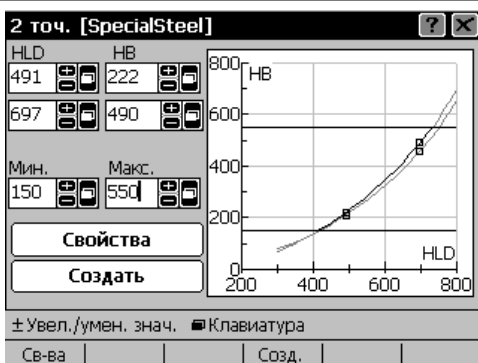 2 точ. [SpecialSteel] ? X
HLD HB
491 222
697 490
Мин. Макс.
150 550
Свойства
Создать
800 HB
600
400
200
0 HLD
200 400 600 800
±Увел./умен. знач. Клавиатура
Св-ва Созд.